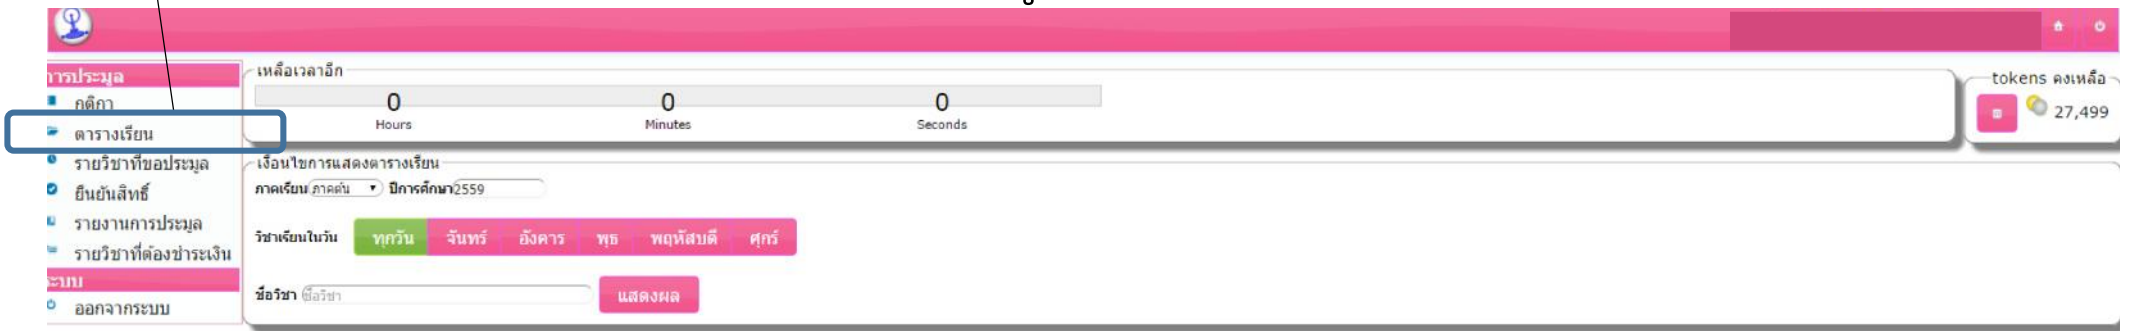 การประมูล
กติกา
ตารางเรียน
รายวิชาที่ขอประมูล
ยืนยันสิทธิ์
รายงานการประมูล
รายวิชาที่ต้องชำระเงิน
ระบบ
ออกจากระบบ
เหลือเวลาอีก
0 0 0
Hours Minutes Seconds
tokens คงเหลือ
27,499
เงื่อนไขการแสดงตารางเรียน
ภาคเรียน ภาคต้น ปีการศึกษา 2559
วิชาเรียนในวัน ทุกวัน จันทร์ อังคาร พุธ พฤหัสบดี ศุกร์
ชื่อวิชา ชื่อวิชา แสดงผล